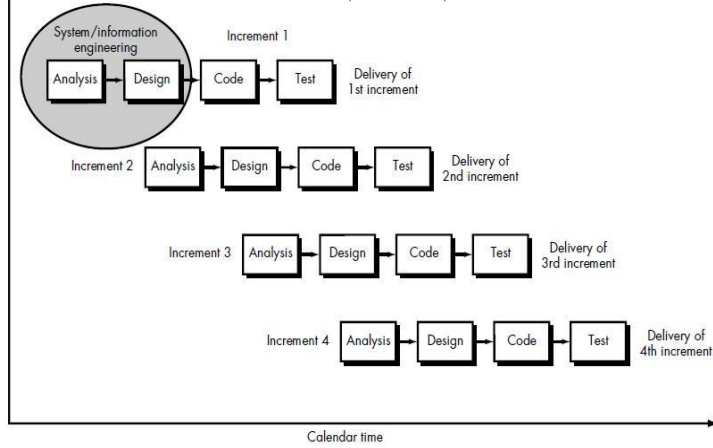 System/information
engineering
Increment 1
Analysis
Design
Code
Test
Delivery of
1st increment
Increment 2
Analysis
Design
Code
Test
Delivery of
2nd increment
Increment 3
Analysis
Design
Code
Test
Delivery of
3rd increment
Increment 4
Analysis
Design
Code
Test
Delivery of
4th increment
Calendar time